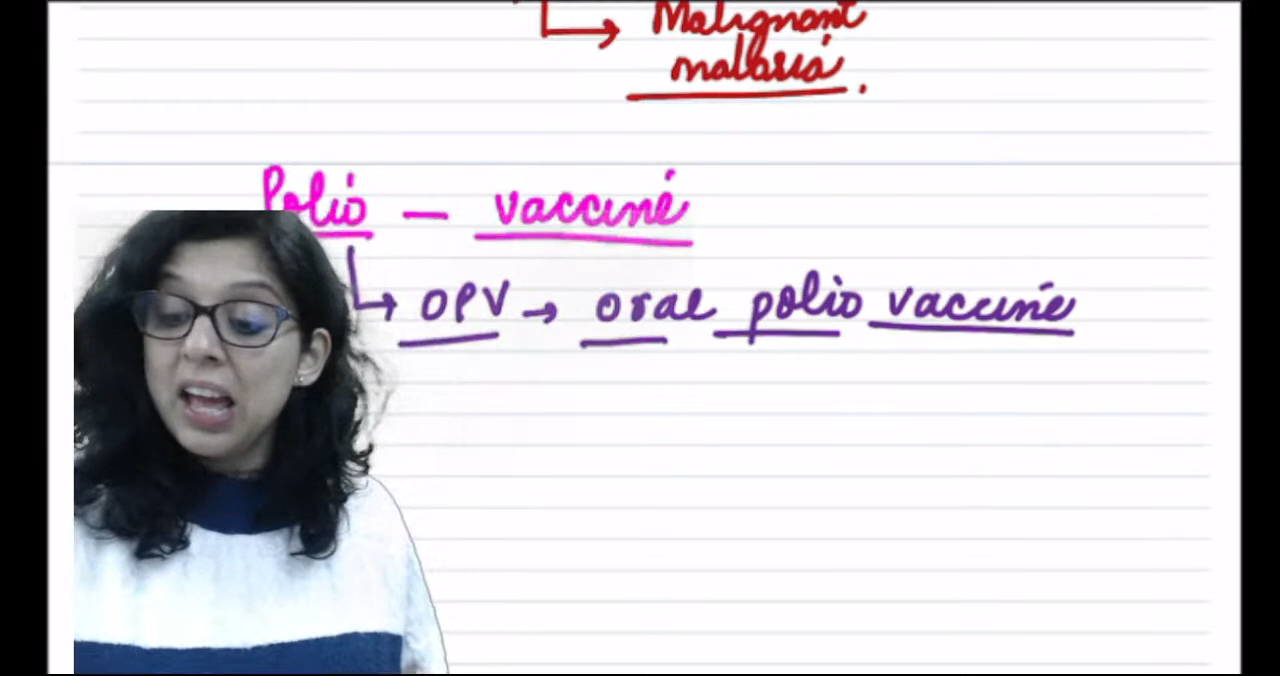 Malignant
malaria.
Polio – vaccine
↳ OPV → oral polio vaccine